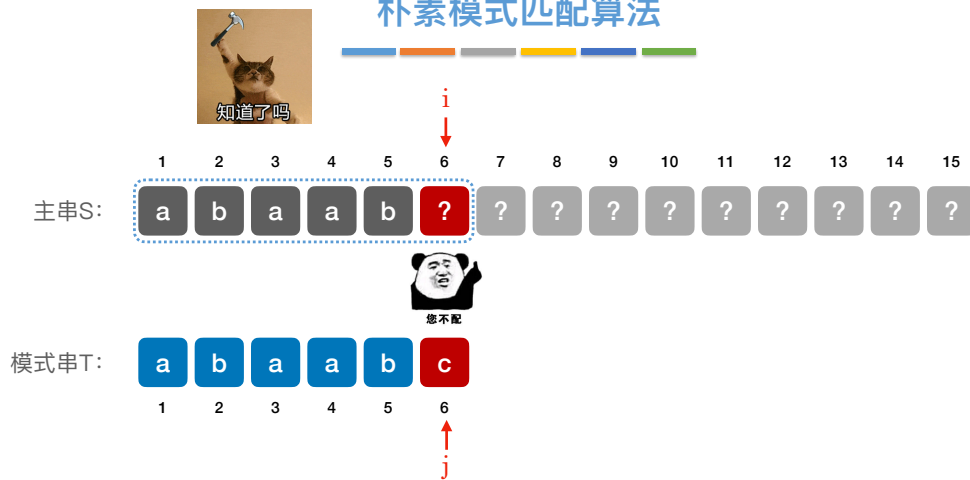 朴素模式匹配算法
知道了吗
i
1 2 3 4 5 6 7 8 9 10 11 12 13 14 15
主串S: a b a a b ? ? ? ? ? ? ? ? ? ?
您不配
模式串T: a b a a b c
1 2 3 4 5 6
j